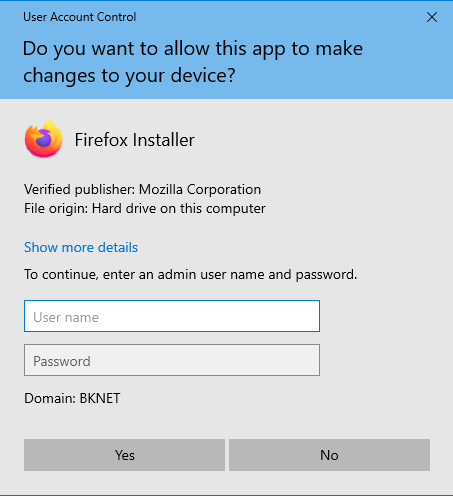 User Account Control
Do you want to allow this app to make
changes to your device?
Firefox Installer
Verified publisher: Mozilla Corporation
File origin: Hard drive on this computer
Show more details
To continue, enter an admin user name and password.
User name
Password
Domain: BKNET
Yes
No